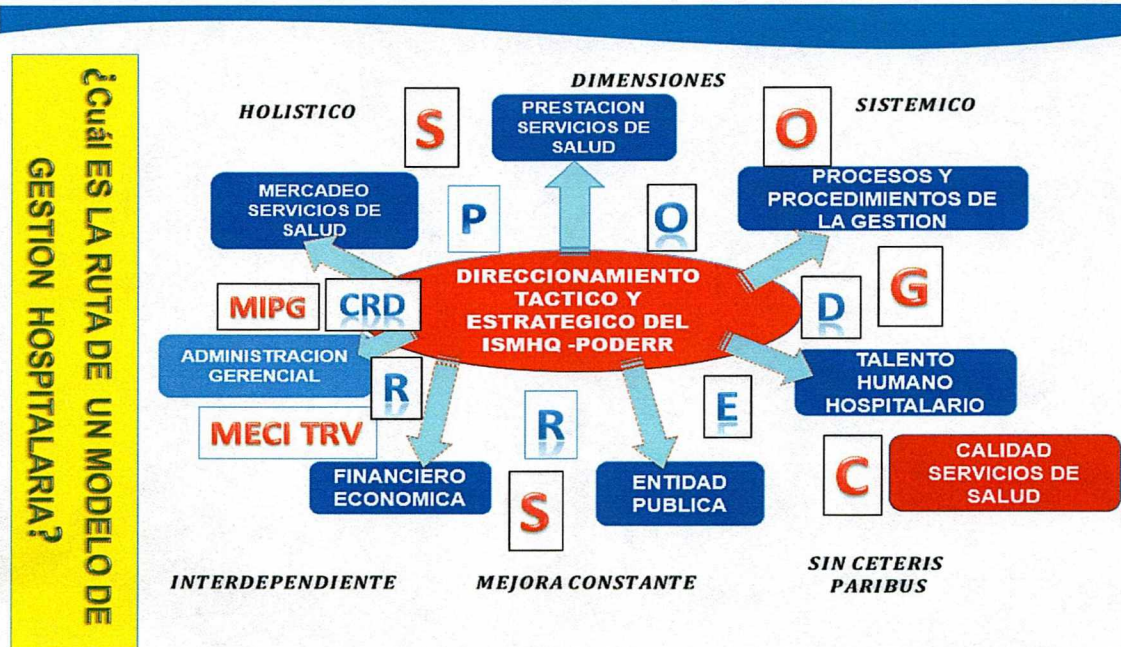 ¿Cuál ES LA RUTA DE UN MODELO DE
GESTION HOSPITALARIA?
DIMENSIONES
HOLISTICO
SISTEMICO
S
PRESTACION
SERVICIOS DE
SALUD
O
MERCADEO
SERVICIOS DE
SALUD
P
O
PROCESOS Y
PROCEDIMIENTOS DE
LA GESTION
DIRECCIONAMIENTO
TACTICO Y
ESTRATEGICO DEL
ISMHQ -PODERR
MIPG
CRD
D
G
ADMINISTRACION
GERENCIAL
R
TALENTO
HUMANO
HOSPITALARIO
MECI TRV
R
E
FINANCIERO
ECONOMICA
S
ENTIDAD
PUBLICA
C
CALIDAD
SERVICIOS DE
SALUD
INTERDEPENDIENTE
MEJORA CONSTANTE
SIN CETERIS
PARIBUS